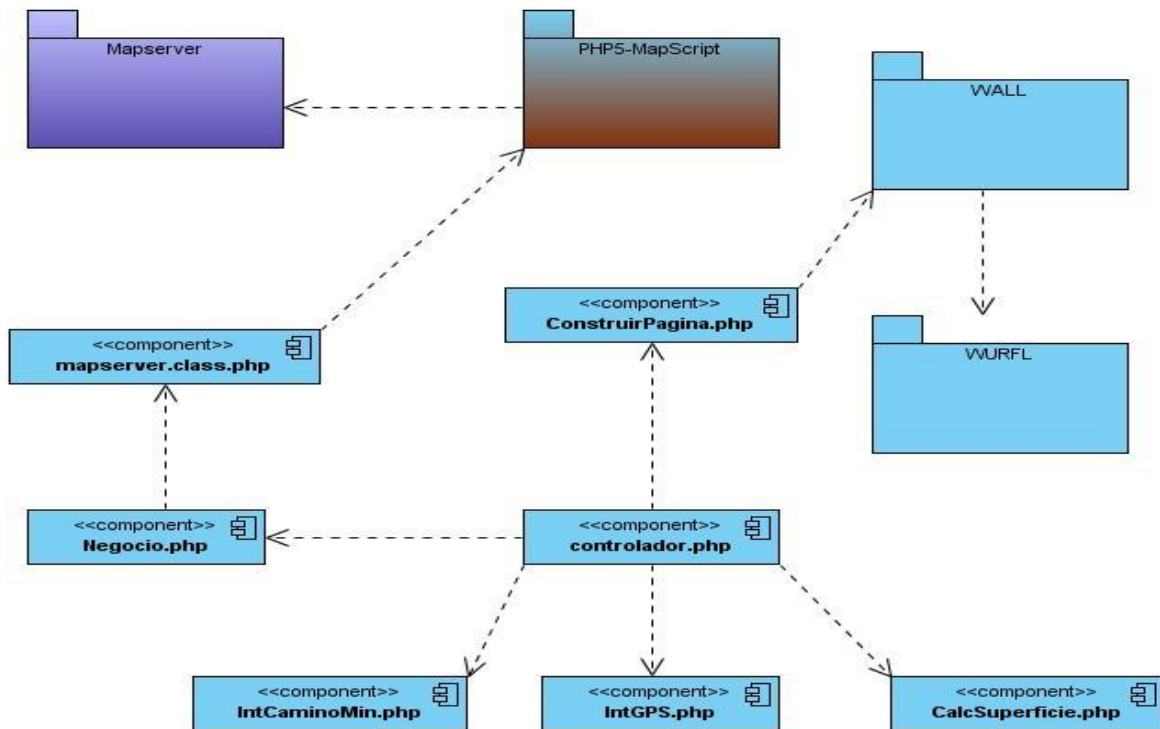 Mapserver
PHP5-MapScript
WALL
<<component>>
ConstruirPagina.php
<<component>>
mapserver.class.php
WURFL
<<component>>
Negocio.php
<<component>>
controlador.php
<<component>>
IntCaminoMin.php
<<component>>
IntGPS.php
<<component>>
CalcSuperficie.php